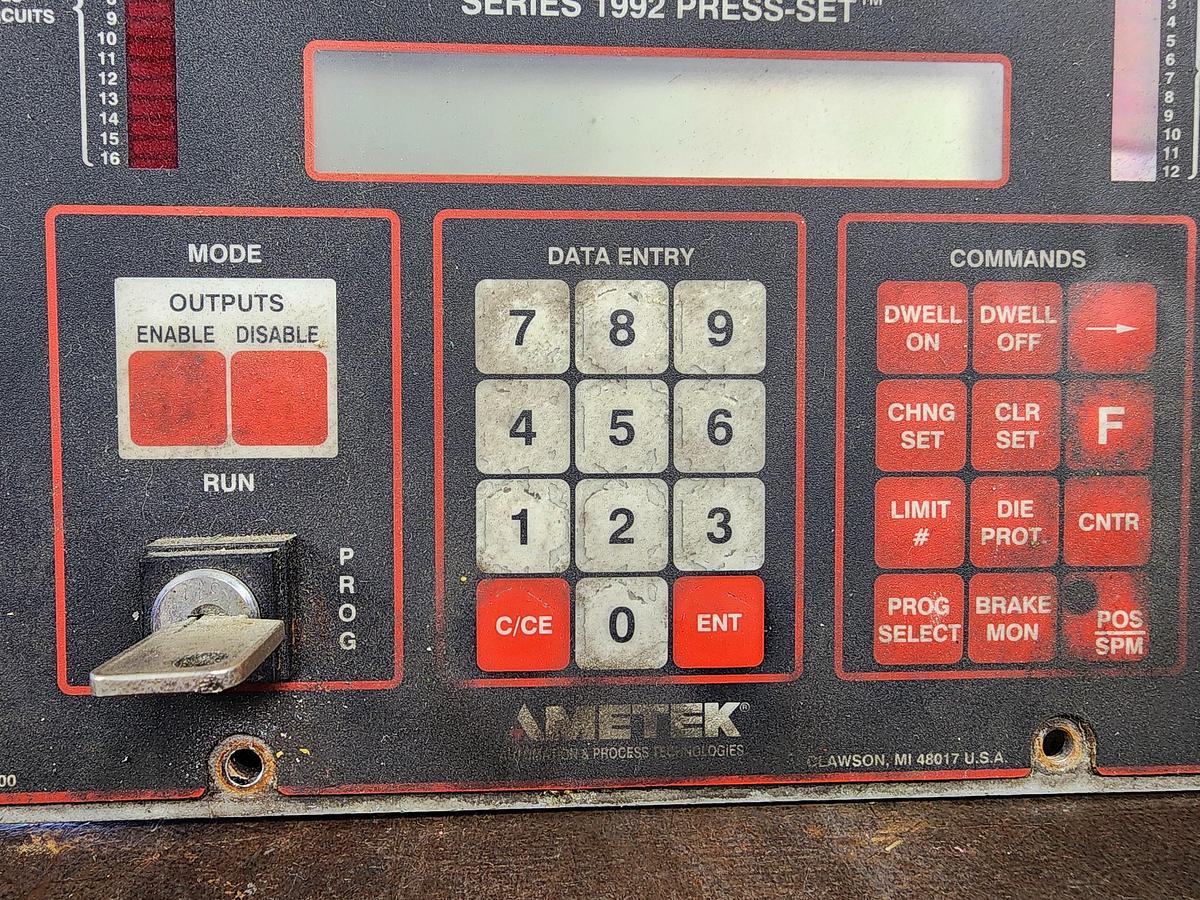 SERIES 1992 PRESS-SET™
CUITS
9
10
11
12
13
14
15
16
3
4
5
6
7
8
9
10
11
12
MODE
OUTPUTS
ENABLE DISABLE
RUN
PROG
DATA ENTRY
7 8 9
4 5 6
1 2 3
C/CE 0 ENT
COMMANDS
DWELL ON
DWELL OFF
→
CHNG SET
CLR SET
F
LIMIT #
DIE PROT
CNTR
PROG SELECT
BRAKE MON
POS SPM
AMETEK®
& PROCESS TECHNOLOGIES
CLAWSON, MI 48017 U.S.A.
00